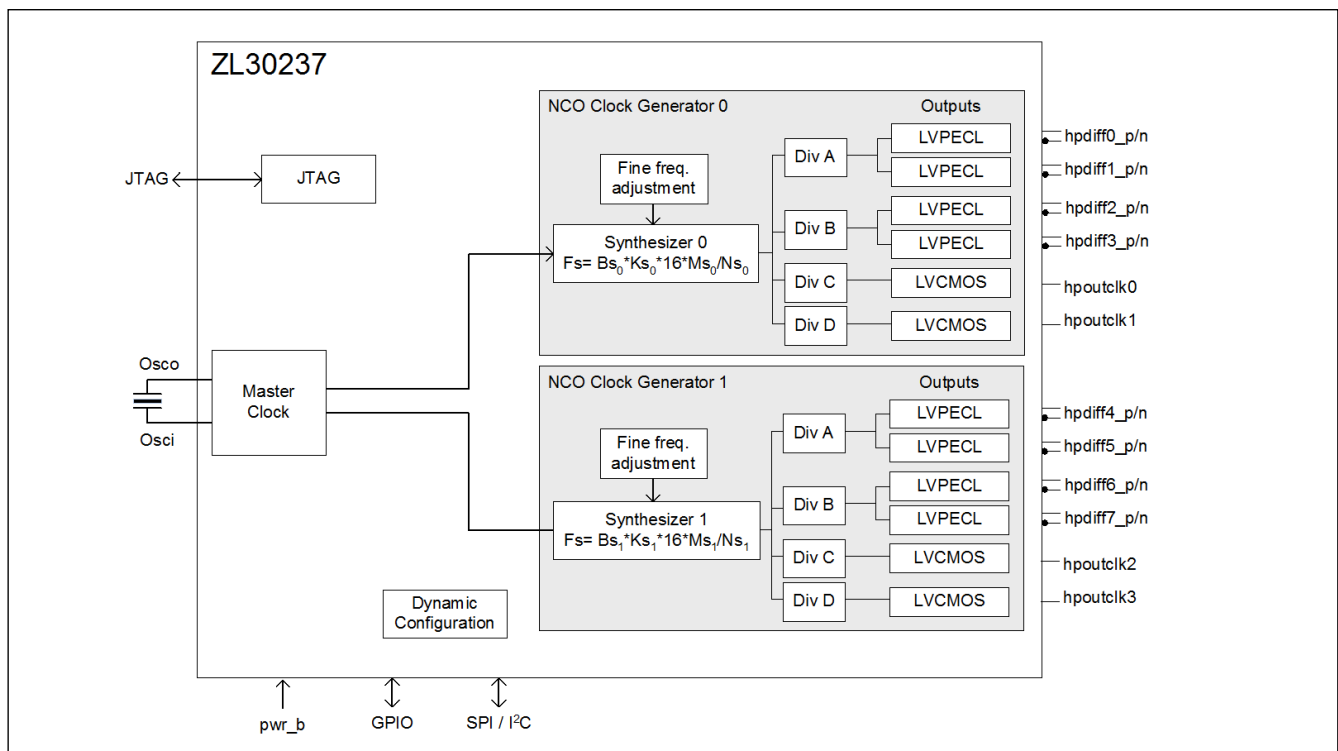 ZL30237
JTAG
JTAG
Osco
Osci
Master
Clock
NCO Clock Generator 0
Outputs
Fine freq.
adjustment
Synthesizer 0
Fs= Bs₀*Ks₀*16*Ms₀/Ns₀
Div A
LVPECL
LVPECL
Div B
LVPECL
LVPECL
Div C
LVCMOS
Div D
LVCMOS
hpdiff0_p/n
hpdiff1_p/n
hpdiff2_p/n
hpdiff3_p/n
hpoutclk0
hpoutclk1
NCO Clock Generator 1
Outputs
Fine freq.
adjustment
Synthesizer 1
Fs= Bs₁*Ks₁*16*Ms₁/Ns₁
Div A
LVPECL
LVPECL
Div B
LVPECL
LVPECL
Div C
LVCMOS
Div D
LVCMOS
hpdiff4_p/n
hpdiff5_p/n
hpdiff6_p/n
hpdiff7_p/n
hpoutclk2
hpoutclk3
Dynamic
Configuration
pwr_b
GPIO
SPI / I²C